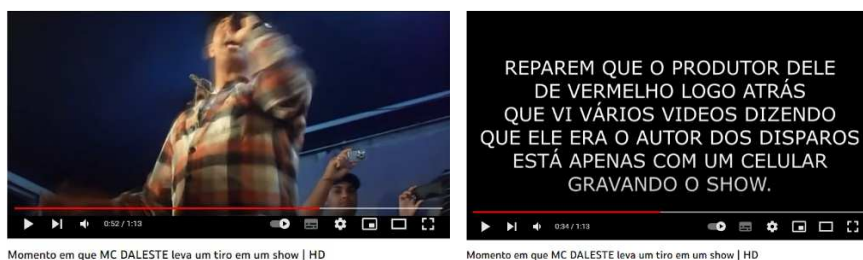 0:52 / 1:13
Momento em que MC DALESTE leva um tiro em um show | HD
REPAREM QUE O PRODUTOR DELE
DE VERMELHO LOGO ATRÁS
QUE VI VÁRIOS VIDEOS DIZENDO
QUE ELE ERA O AUTOR DOS DISPAROS
ESTÁ APENAS COM UM CELULAR
GRAVANDO O SHOW.
0:34 / 1:13
Momento em que MC DALESTE leva um tiro em um show | HD